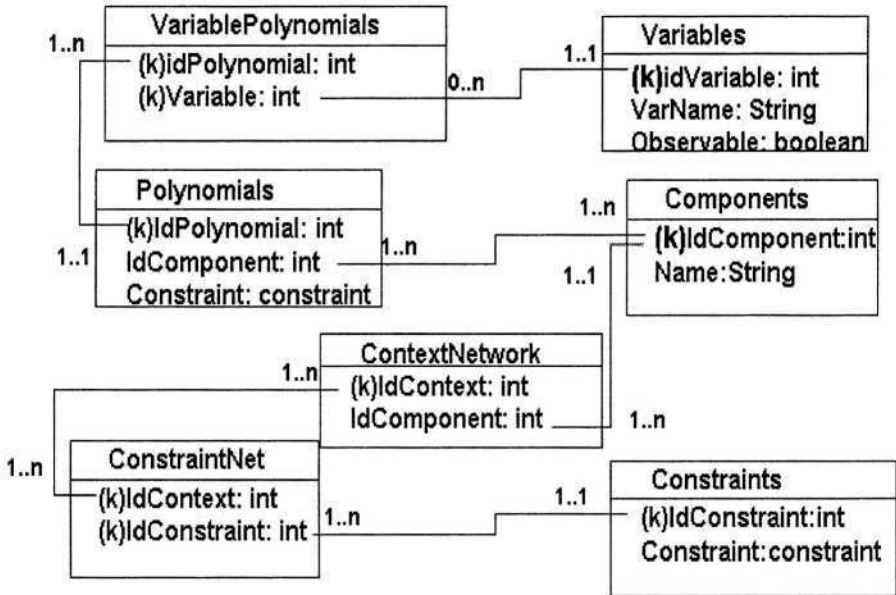 VariablePolynomials
1..n
(k)idPolynomial: int
(k)Variable: int
0..n
1..1
Variables
(k)idVariable: int
VarName: String
Observable: boolean
Polynomials
(k)IdPolynomial: int
1..1
IdComponent: int
1..n
Constraint: constraint
1..n
Components
(k)IdComponent:int
1..1
Name:String
ContextNetwork
1..n
(k)IdContext: int
IdComponent: int
1..n
1..n
ConstraintNet
(k)IdContext: int
(k)IdConstraint: int
1..n
1..1
Constraints
(k)IdConstraint:int
Constraint:constraint